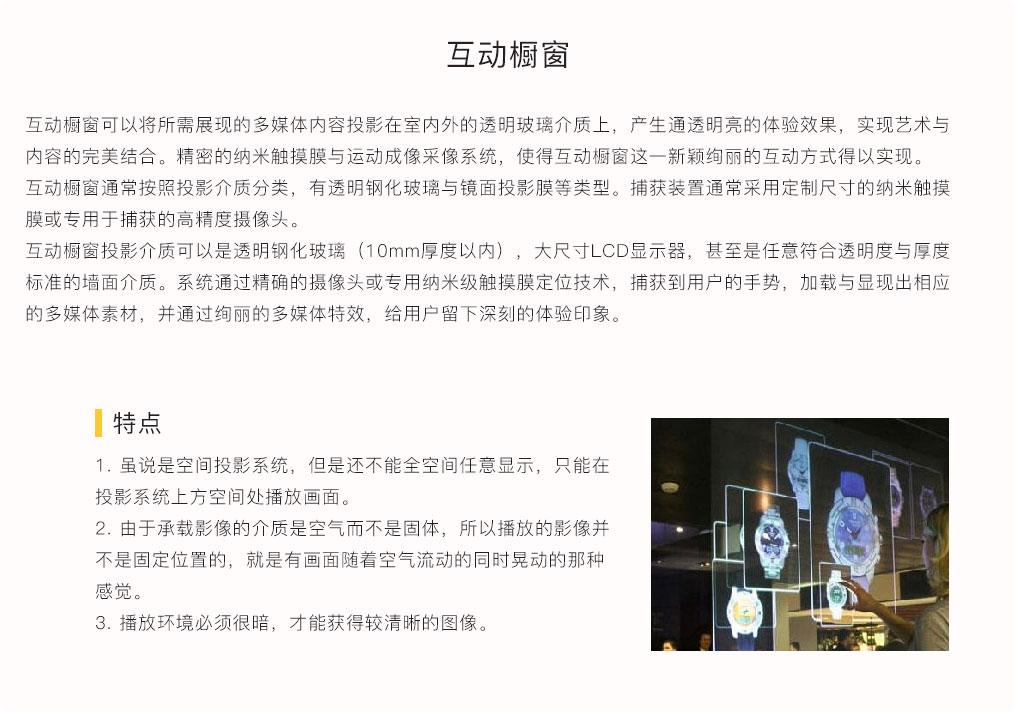 互动橱窗
互动橱窗可以将所需展现的多媒体内容投影在室内外的透明玻璃介质上，产生通透明亮的体验效果，实现艺术与
内容的完美结合。精密的纳米触摸膜与运动成像采像系统，使得互动橱窗这一新颖绚丽的互动方式得以实现。
互动橱窗通常按照投影介质分类，有透明钢化玻璃与镜面投影膜等类型。捕获装置通常采用定制尺寸的纳米触摸
膜或专用于捕获的高精度摄像头。
互动橱窗投影介质可以是透明钢化玻璃（10mm厚度以内），大尺寸LCD显示器，甚至是任意符合透明度与厚度
标准的墙面介质。系统通过精确的摄像头或专用纳米级触摸膜定位技术，捕获到用户的手势，加载与显现出相应
的多媒体素材，并通过绚丽的多媒体特效，给用户留下深刻的体验印象。
特点
1. 虽说是空间投影系统，但是还不能全空间任意显示，只能在
投影系统上方空间处播放画面。
2. 由于承载影像的介质是空气而不是固体，所以播放的影像并
不是固定位置的，就是有画面随着空气流动的同时晃动的那种
感觉。
3. 播放环境必须很暗，才能获得较清晰的图像。